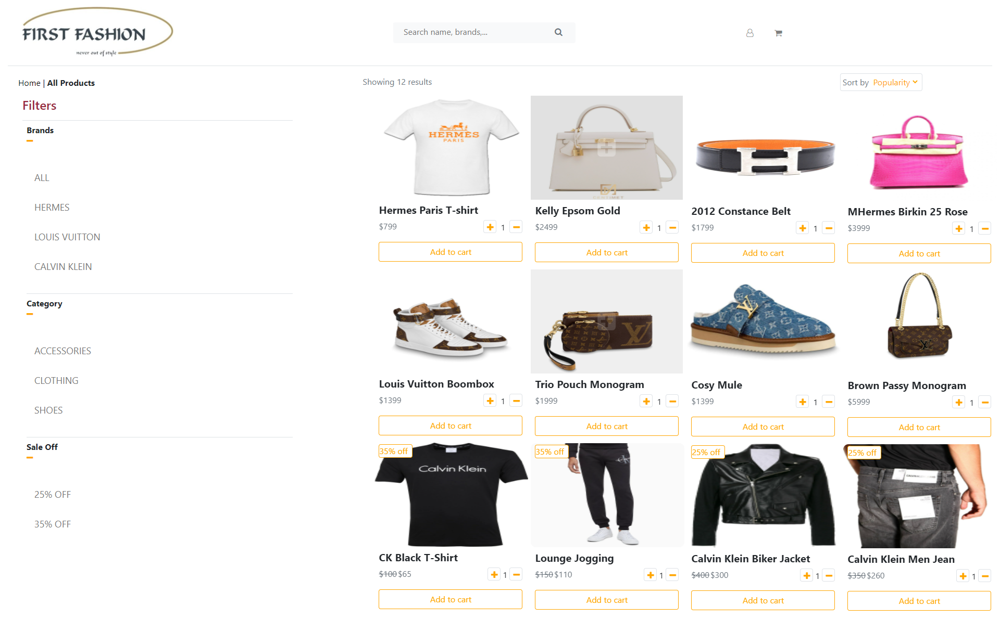 FIRST FASHION
never out of style
Search name, brands,...
Home | All Products
Showing 12 results
Sort by Popularity
Filters
Brands
ALL
HERMES
LOUIS VUITTON
CALVIN KLEIN
Category
ACCESSORIES
CLOTHING
SHOES
Sale Off
25% OFF
35% OFF
HERMES
PARIS
CENTIMET
Hermes Paris T-shirt
$799
1
Add to cart
Kelly Epsom Gold
$2499
1
Add to cart
2012 Constance Belt
$1799
1
Add to cart
MHermes Birkin 25 Rose
$3999
1
Add to cart
Louis Vuitton Boombox
$1399
1
Add to cart
LV
Trio Pouch Monogram
$1999
1
Add to cart
LV
Cosy Mule
$1399
1
Add to cart
LV
Brown Passy Monogram
$5999
1
Add to cart
35% off
Calvin Klein
CK Black T-Shirt
$100 $65
1
Add to cart
35% off
CK
Lounge Jogging
$150 $110
1
Add to cart
25% off
Calvin Klein Biker Jacket
$400 $300
1
Add to cart
25% off
Calvin Klein Men Jean
$350 $260
1
Add to cart